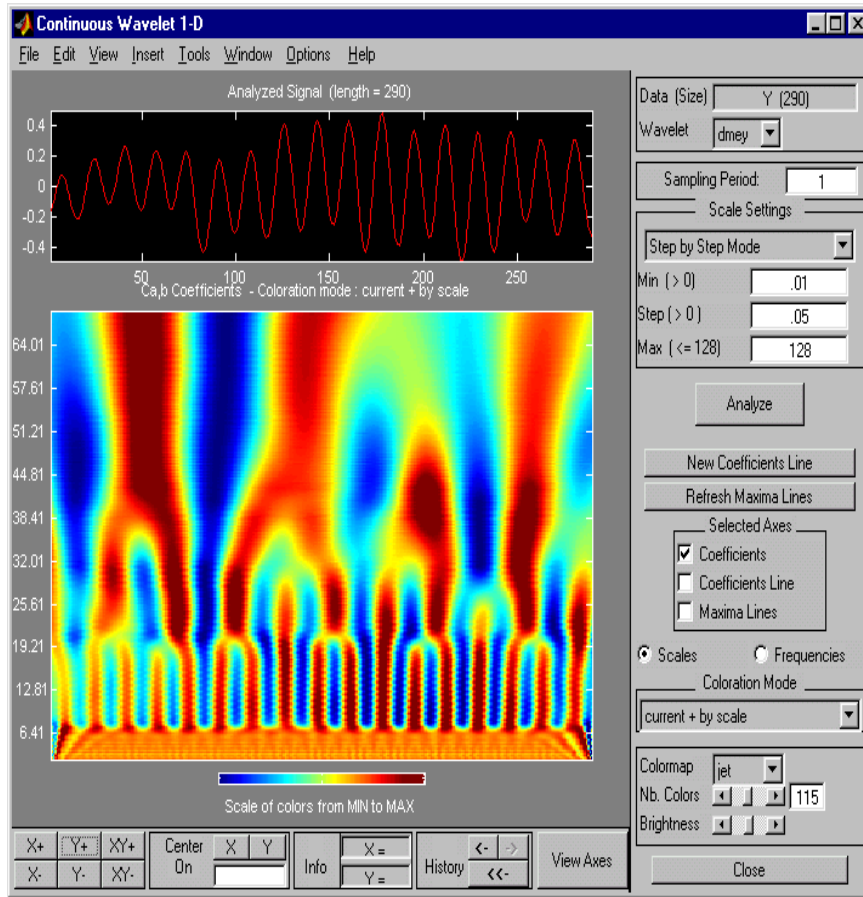 Continuous Wavelet 1-D
File Edit View Insert Tools Window Options Help
Analyzed Signal (length = 290)
0.4
0.2
0
-0.2
-0.4
50 100 150 200 250
Ca,b Coefficients - Coloration mode : current + by scale
64.01
57.61
51.21
44.81
38.41
32.01
25.61
19.21
12.81
6.41
Scale of colors from MIN to MAX
Data (Size) Y (290)
Wavelet dmey
Sampling Period: 1
Scale Settings
Step by Step Mode
Min ( > 0) .01
Step ( > 0 ) .05
Max ( <= 128) 128
Analyze
New Coefficients Line
Refresh Maxima Lines
Selected Axes
Coefficients
Coefficients Line
Maxima Lines
Scales Frequencies
Coloration Mode
current + by scale
Colormap jet
Nb. Colors 115
Brightness
X+ Y+ XY+
X- Y- XY-
Center On X Y
Info X = Y =
History <- -> <<-
View Axes
Close